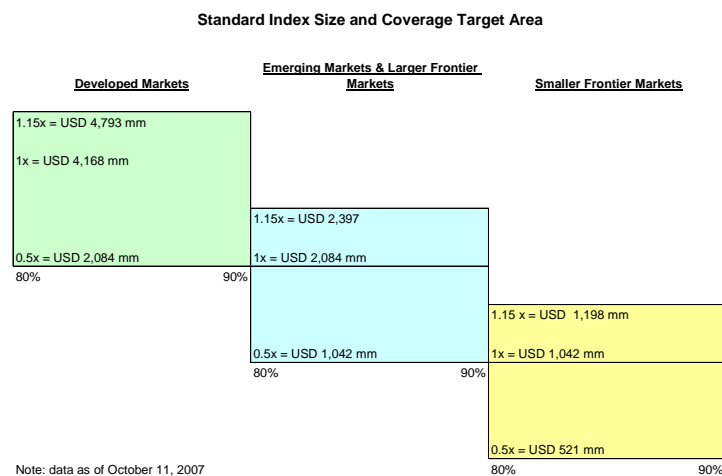 Standard Index Size and Coverage Target Area
Developed Markets
Emerging Markets & Larger Frontier
Markets
Smaller Frontier Markets
1.15x = USD 4,793 mm
1x = USD 4,168 mm
0.5x = USD 2,084 mm
80% 90%
1.15x = USD 2,397
1x = USD 2,084 mm
0.5x = USD 1,042 mm
80% 90%
1.15 x = USD  1,198 mm
1x = USD 1,042 mm
0.5x = USD 521 mm
80% 90%
Note: data as of October 11, 2007